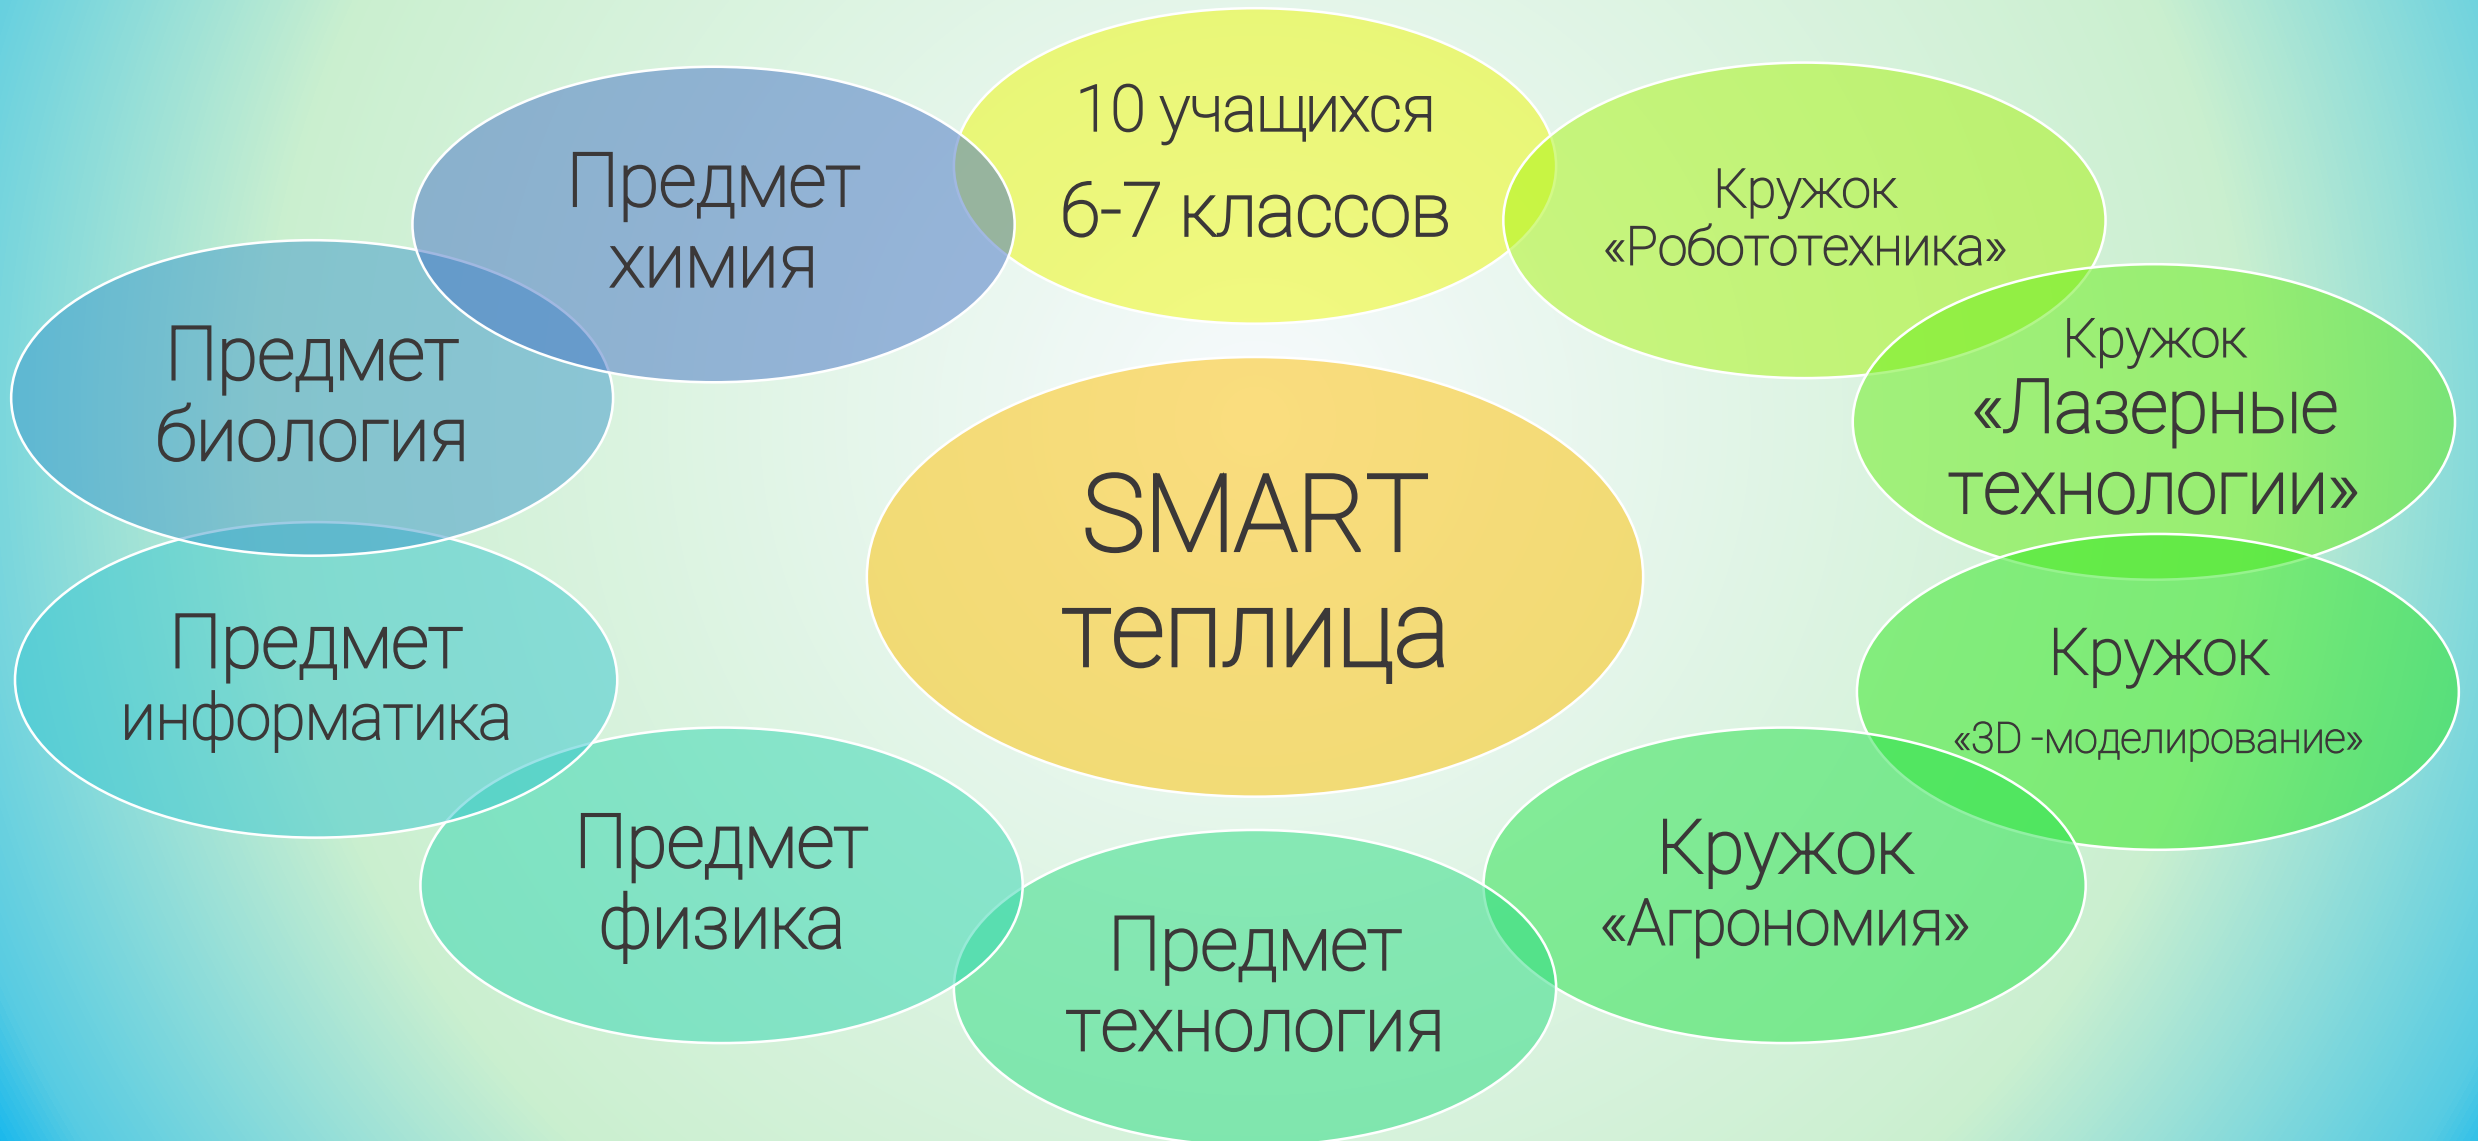 10 учащихся
6-7 классов
Кружок
«Робототехника»
Кружок
«Лазерные
технологии»
Кружок
«3D -моделирование»
Кружок
«Агрономия»
Предмет
технология
Предмет
физика
Предмет
информатика
Предмет
биология
Предмет
химия
SMART
теплица